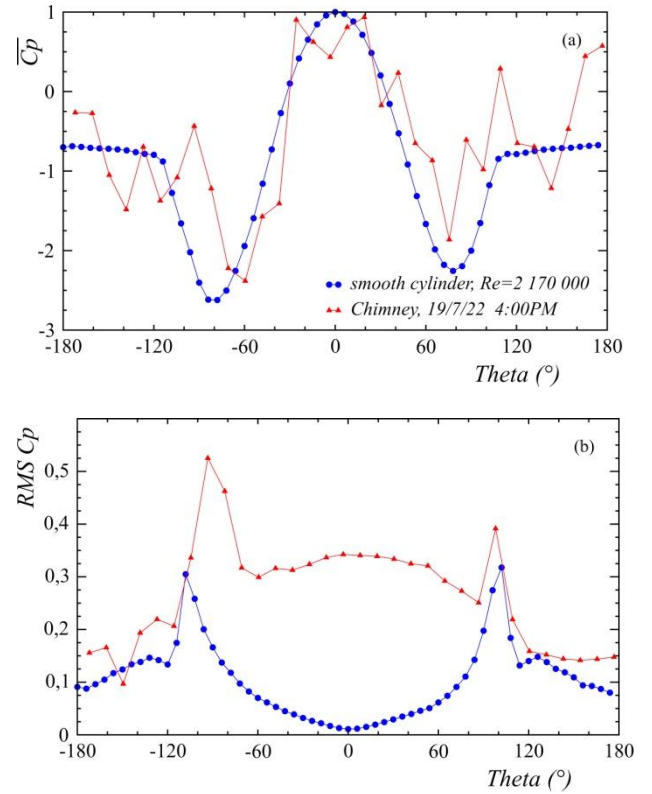 1
(a)
Cp
0
-1
-2
smooth cylinder, Re=2 170 000
Chimney, 19/7/22 4:00PM
-3
-180 -120 -60 0 60 120 180
Theta (°)
(b)
RMS Cp
0,5
0,4
0,3
0,2
0,1
0
-180 -120 -60 0 60 120 180
Theta (°)